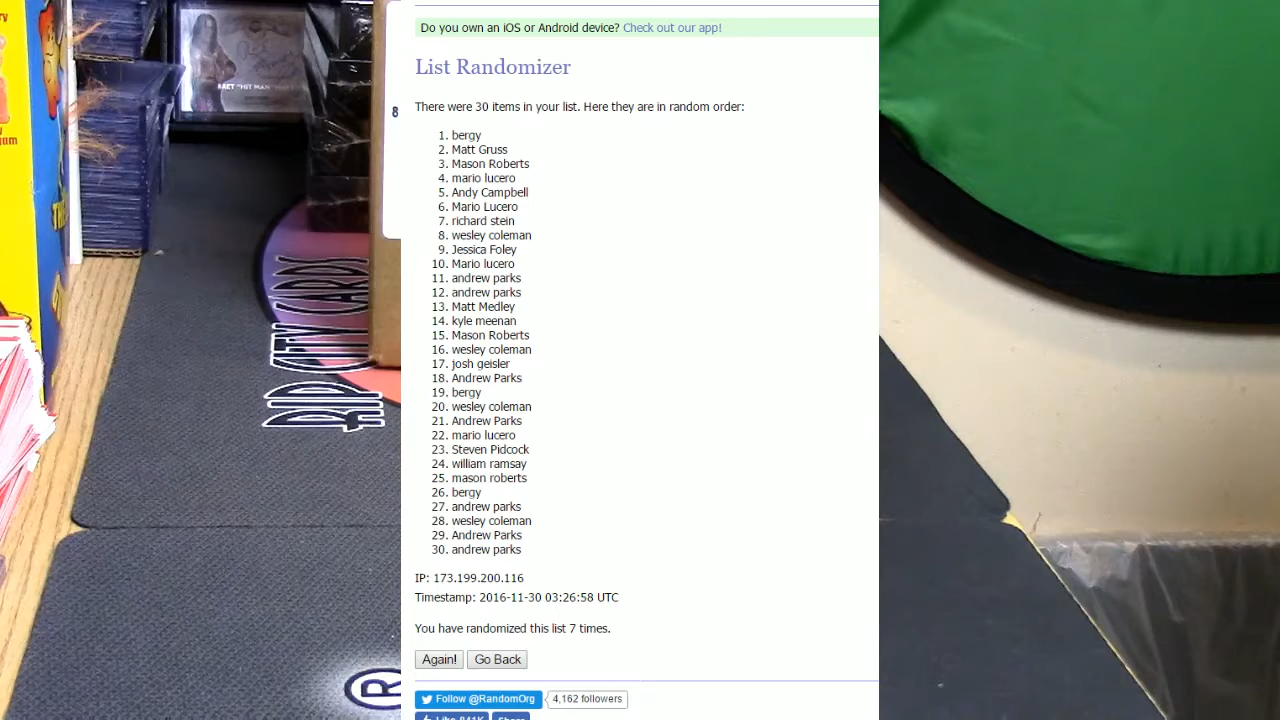 Do you own an iOS or Android device? Check out our app!
List Randomizer
There were 30 items in your list. Here they are in random order:
1. bergy
2. Matt Gruss
3. Mason Roberts
4. mario lucero
5. Andy Campbell
6. Mario Lucero
7. richard stein
8. wesley coleman
9. Jessica Foley
10. Mario lucero
11. andrew parks
12. andrew parks
13. Matt Medley
14. kyle meenan
15. Mason Roberts
16. wesley coleman
17. josh geisler
18. Andrew Parks
19. bergy
20. wesley coleman
21. Andrew Parks
22. mario lucero
23. Steven Pidcock
24. william ramsay
25. mason roberts
26. bergy
27. andrew parks
28. wesley coleman
29. Andrew Parks
30. andrew parks
IP: 173.199.200.116
Timestamp: 2016-11-30 03:26:58 UTC
You have randomized this list 7 times.
Again! Go Back
Follow @RandomOrg 4,162 followers
Like 841K Share
8
BRET "HIT MAN"
RIP CITY CARDS
R